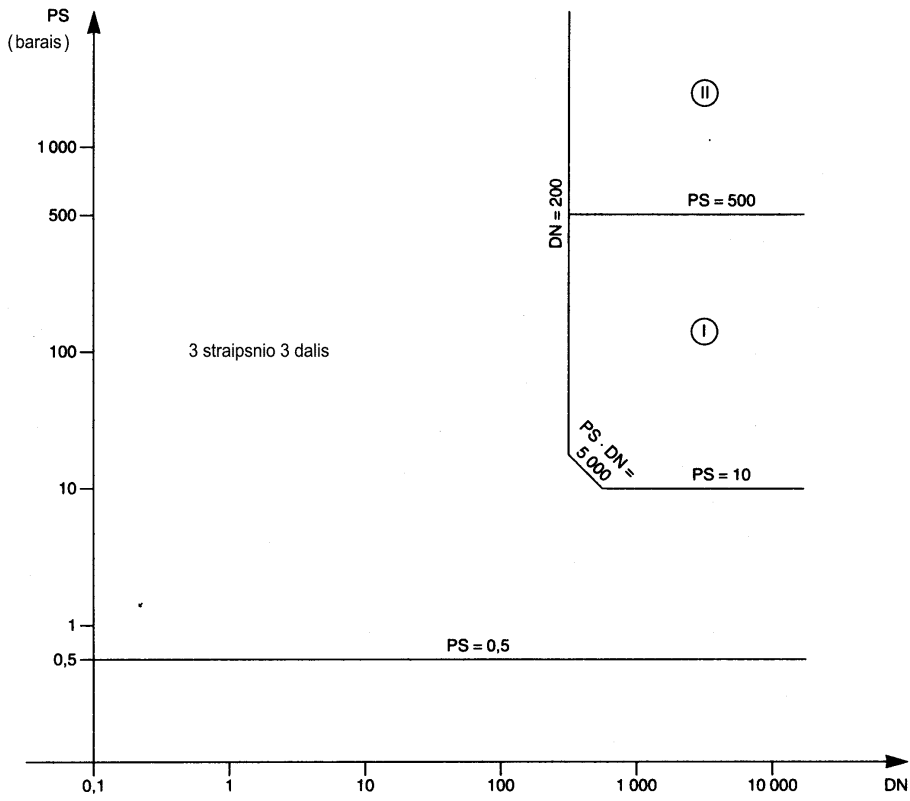 PS
(barais)
II
1 000
DN = 200
PS = 500
500
I
100
3 straipsnio 3 dalis
PS · DN =
5 000
PS = 10
10
1
PS = 0,5
0,5
0,1
1
10
100
1 000
10 000
DN